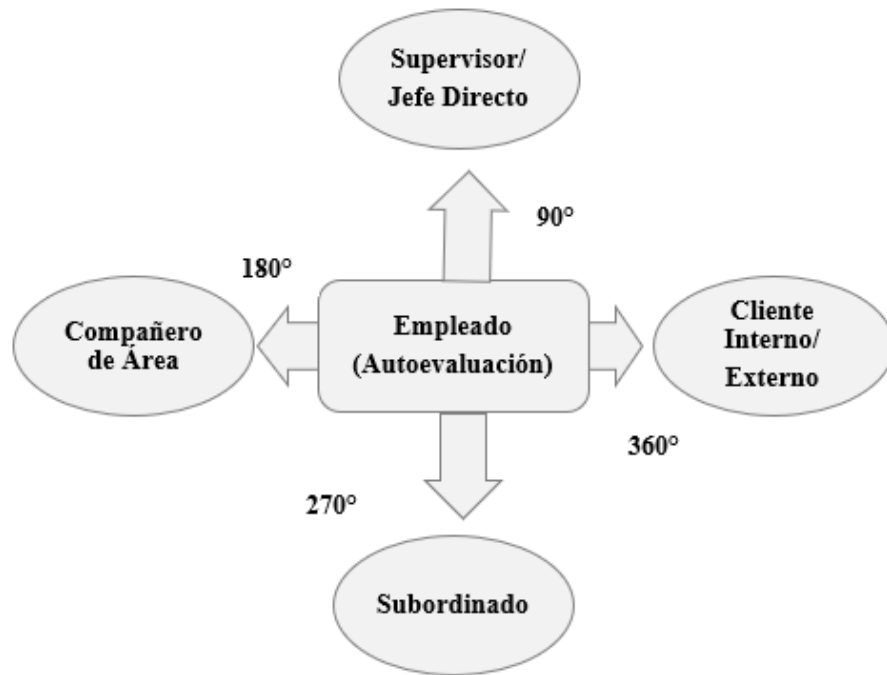 Supervisor/
Jefe Directo
90°
180°
Compañero
de Área
Empleado
(Autoevaluación)
Cliente
Interno/
Externo
360°
270°
Subordinado